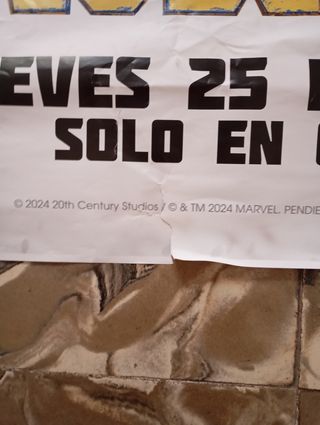 EVES 25
SOLO EN
© 2024 20th Century Studios / © & TM 2024 MARVEL. PENDIE